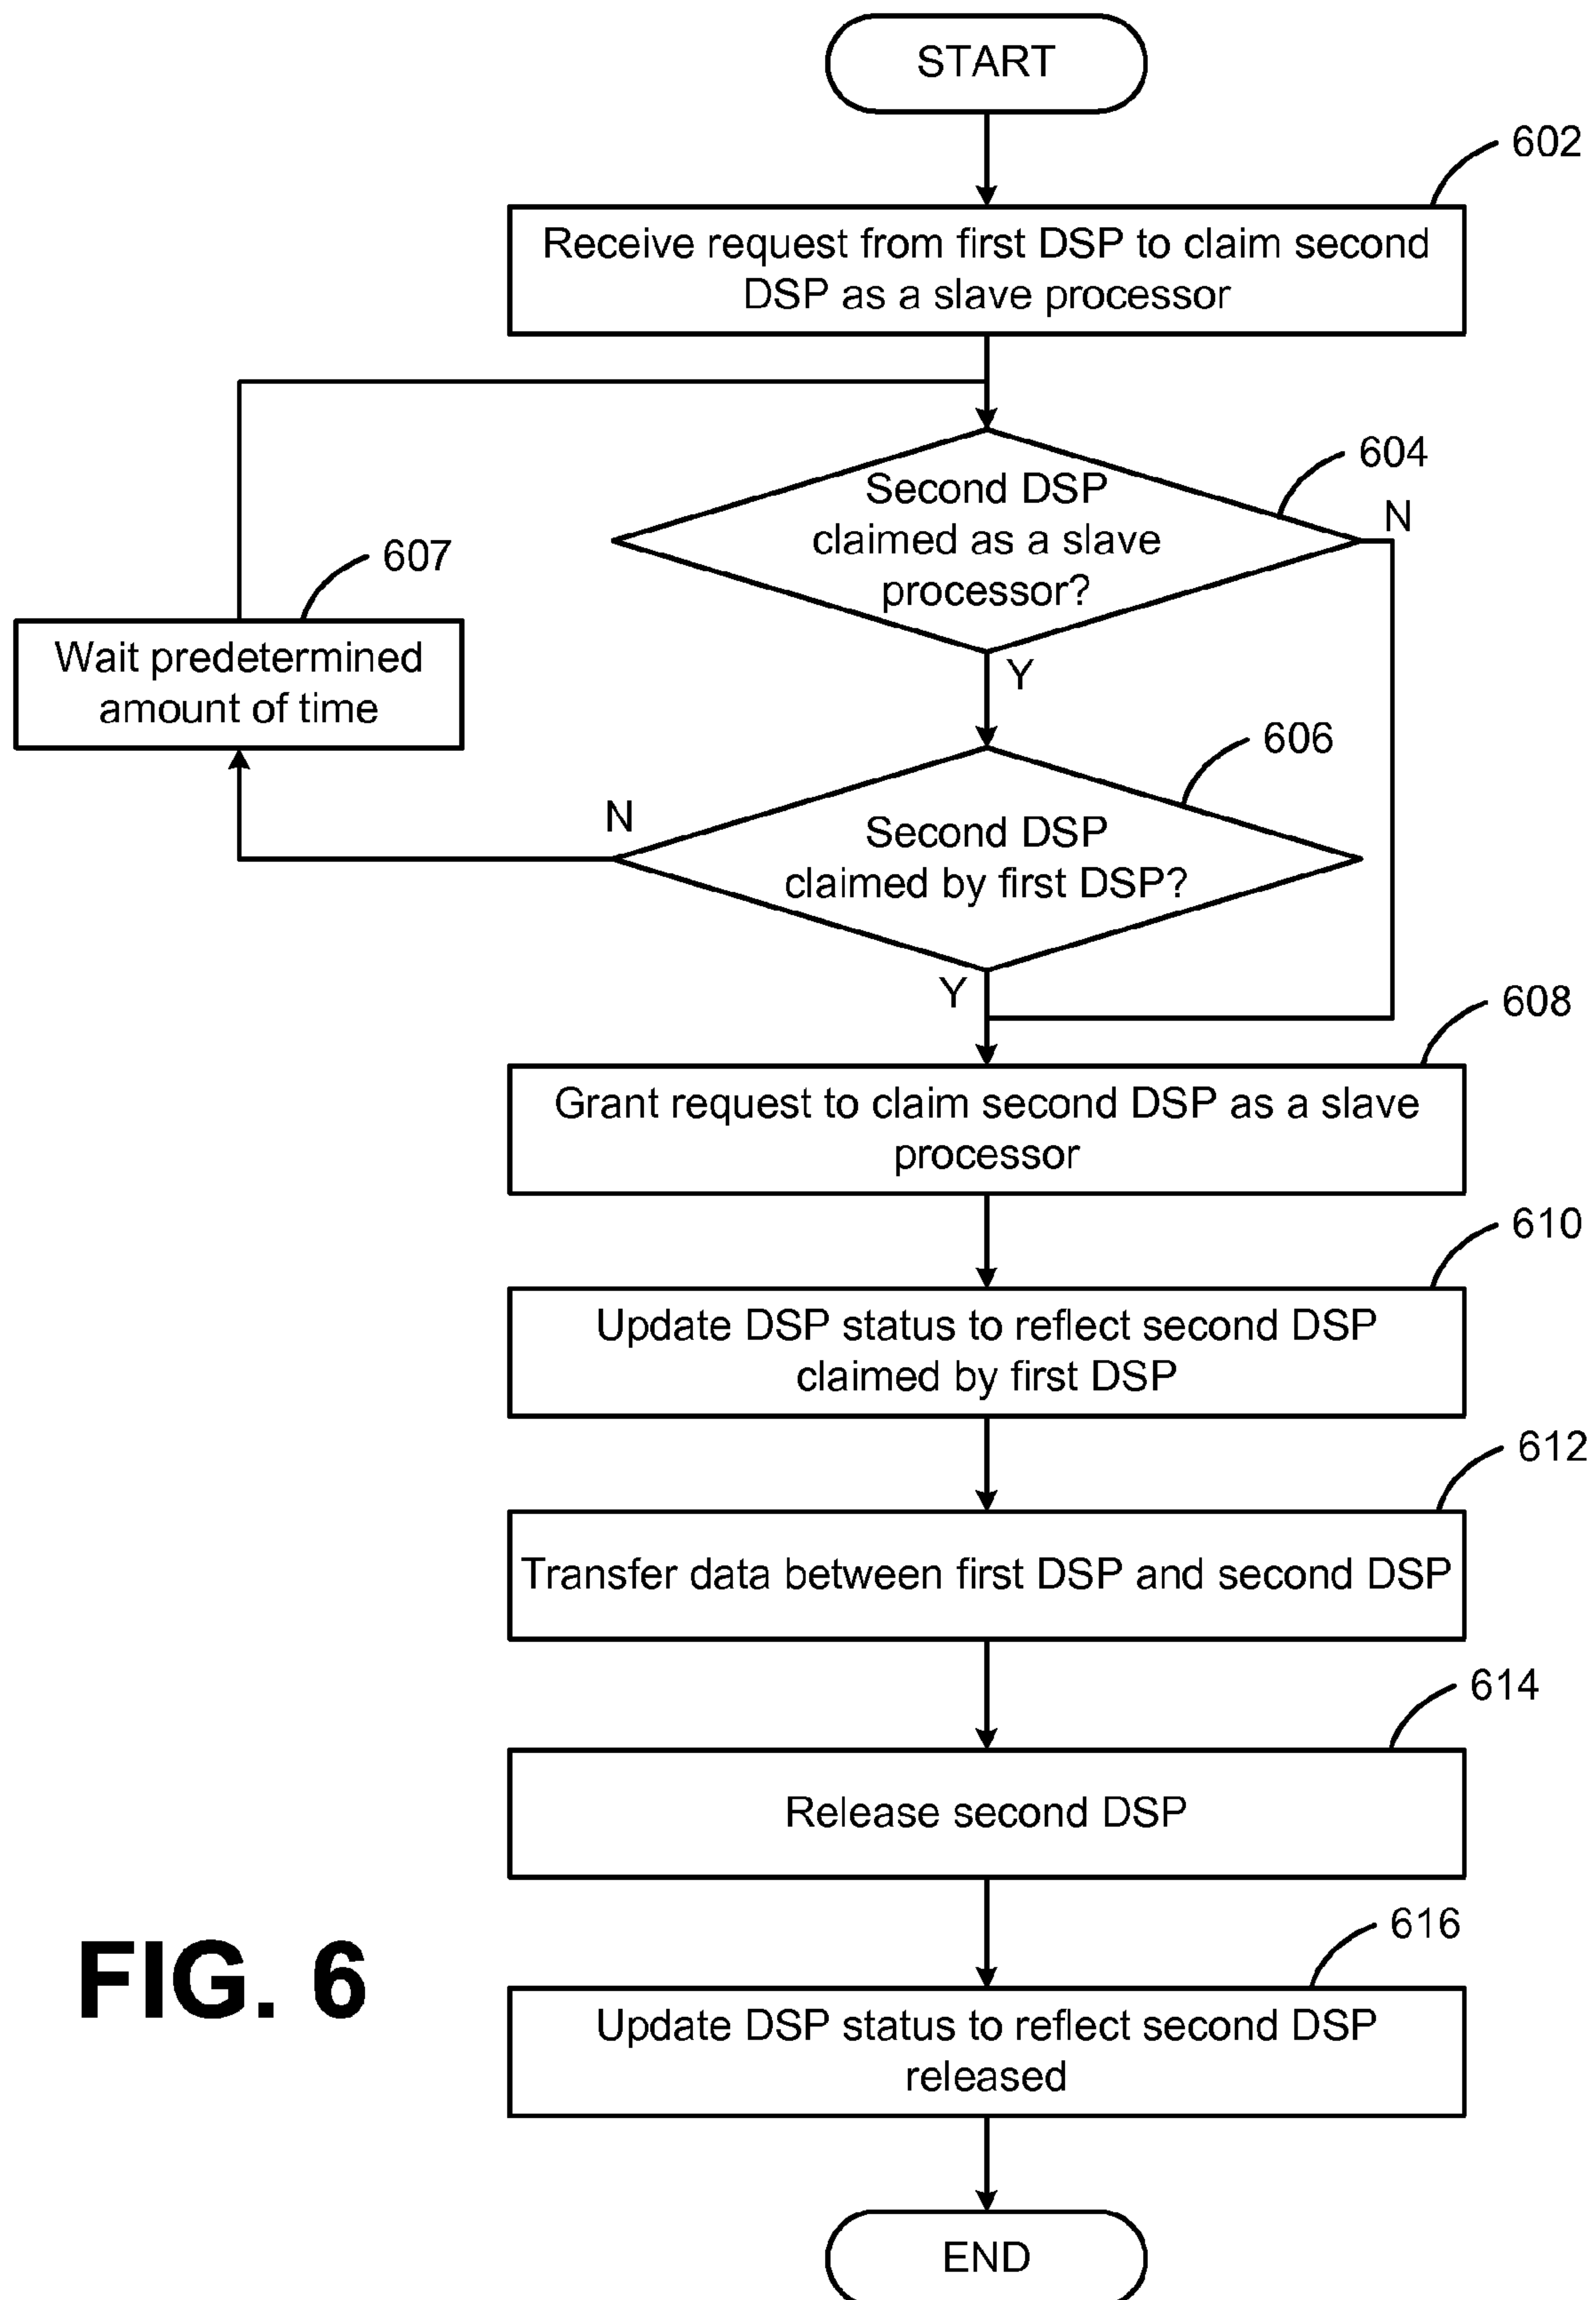 START
602
Receive request from first DSP to claim second
DSP as a slave processor
604
Second DSP
claimed as a slave
processor?
N
Y
607
Wait predetermined
amount of time
606
Second DSP
claimed by first DSP?
N
Y
608
Grant request to claim second DSP as a slave
processor
610
Update DSP status to reflect second DSP
claimed by first DSP
612
Transfer data between first DSP and second DSP
614
Release second DSP
616
Update DSP status to reflect second DSP
released
END
FIG. 6